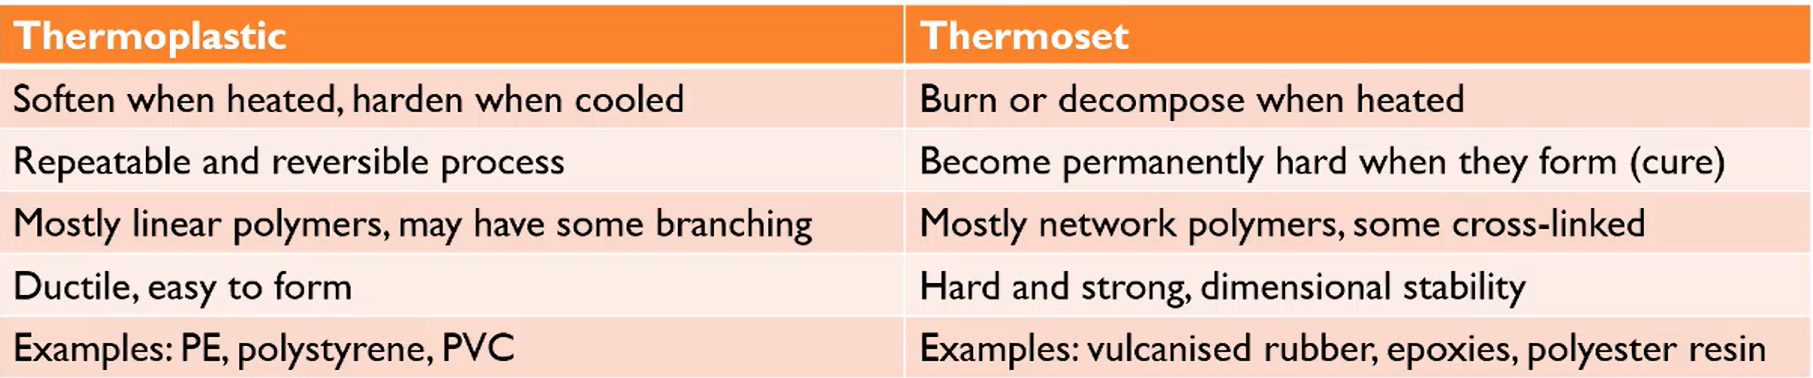 Thermoplastic
Thermoset
Soften when heated, harden when cooled
Burn or decompose when heated
Repeatable and reversible process
Become permanently hard when they form (cure)
Mostly linear polymers, may have some branching
Mostly network polymers, some cross-linked
Ductile, easy to form
Hard and strong, dimensional stability
Examples: PE, polystyrene, PVC
Examples: vulcanised rubber, epoxies, polyester resin